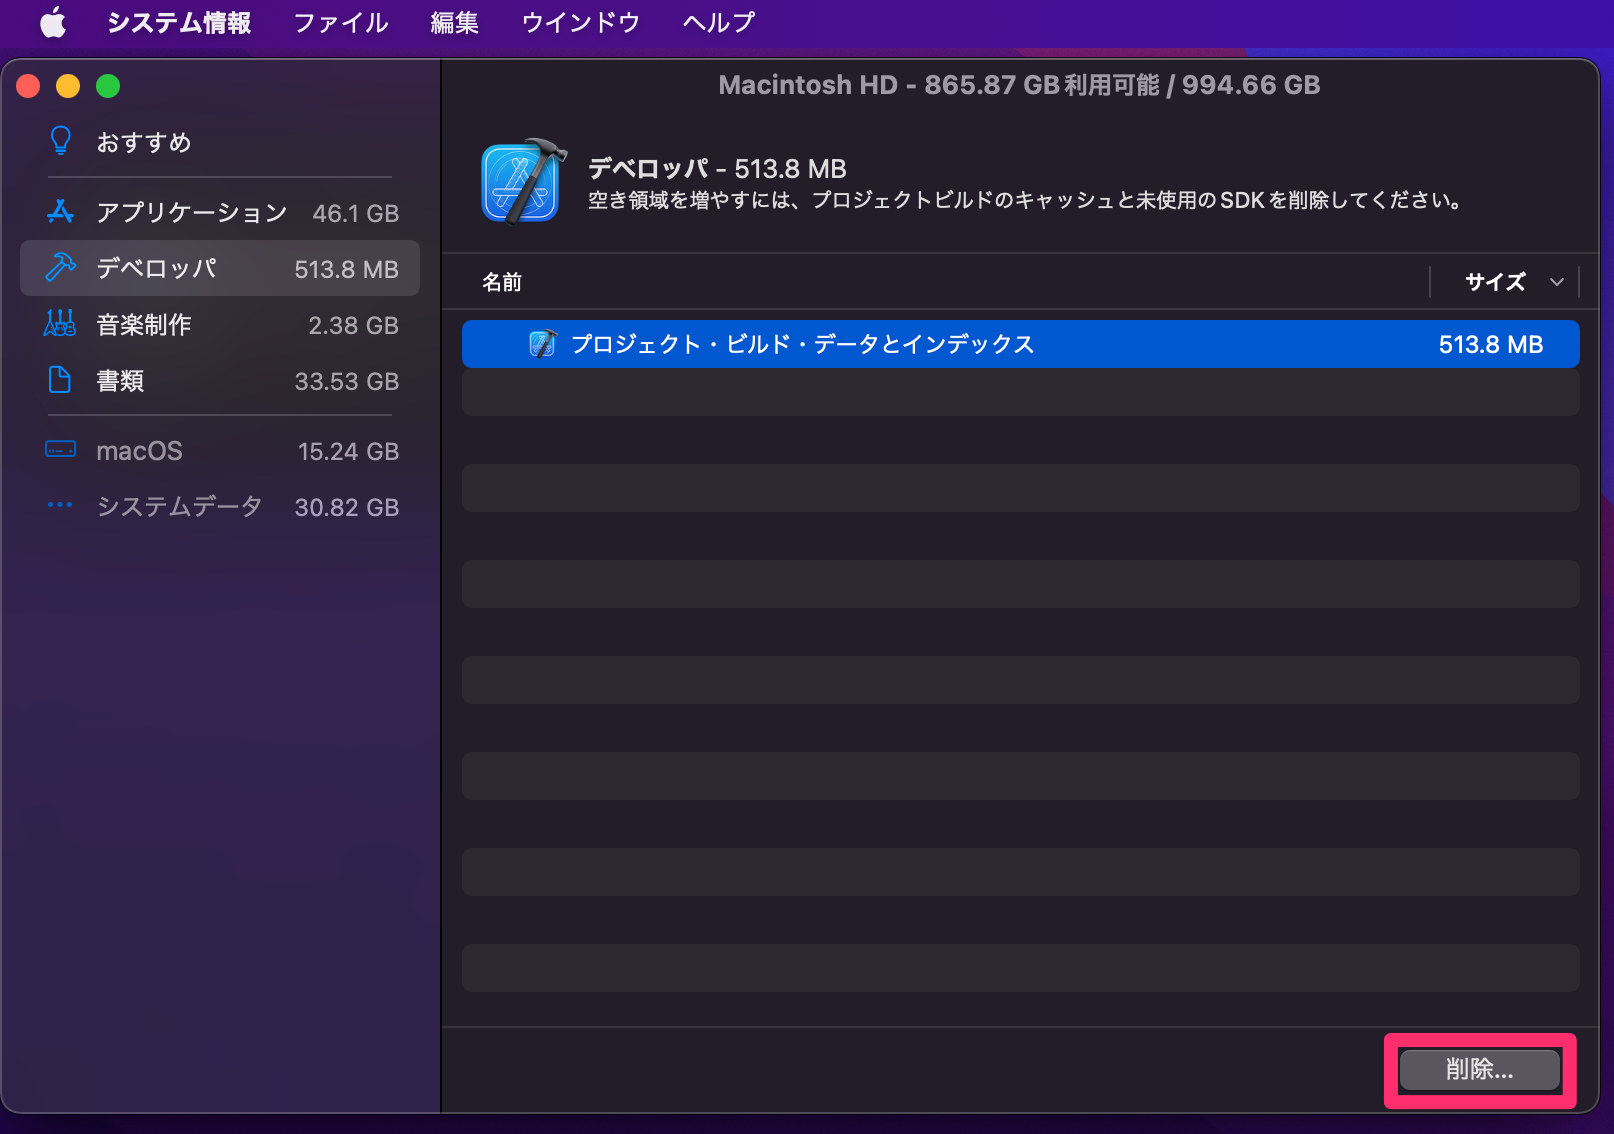 システム情報 ファイル 編集 ウインドウ ヘルプ
Macintosh HD - 865.87 GB利用可能 / 994.66 GB
おすすめ
アプリケーション 46.1 GB
デベロッパ 513.8 MB
音楽制作 2.38 GB
書類 33.53 GB
macOS 15.24 GB
システムデータ 30.82 GB
デベロッパ - 513.8 MB
空き領域を増やすには、プロジェクトビルドのキャッシュと未使用のSDKを削除してください。
名前 サイズ
プロジェクト・ビルド・データとインデックス 513.8 MB
削除...